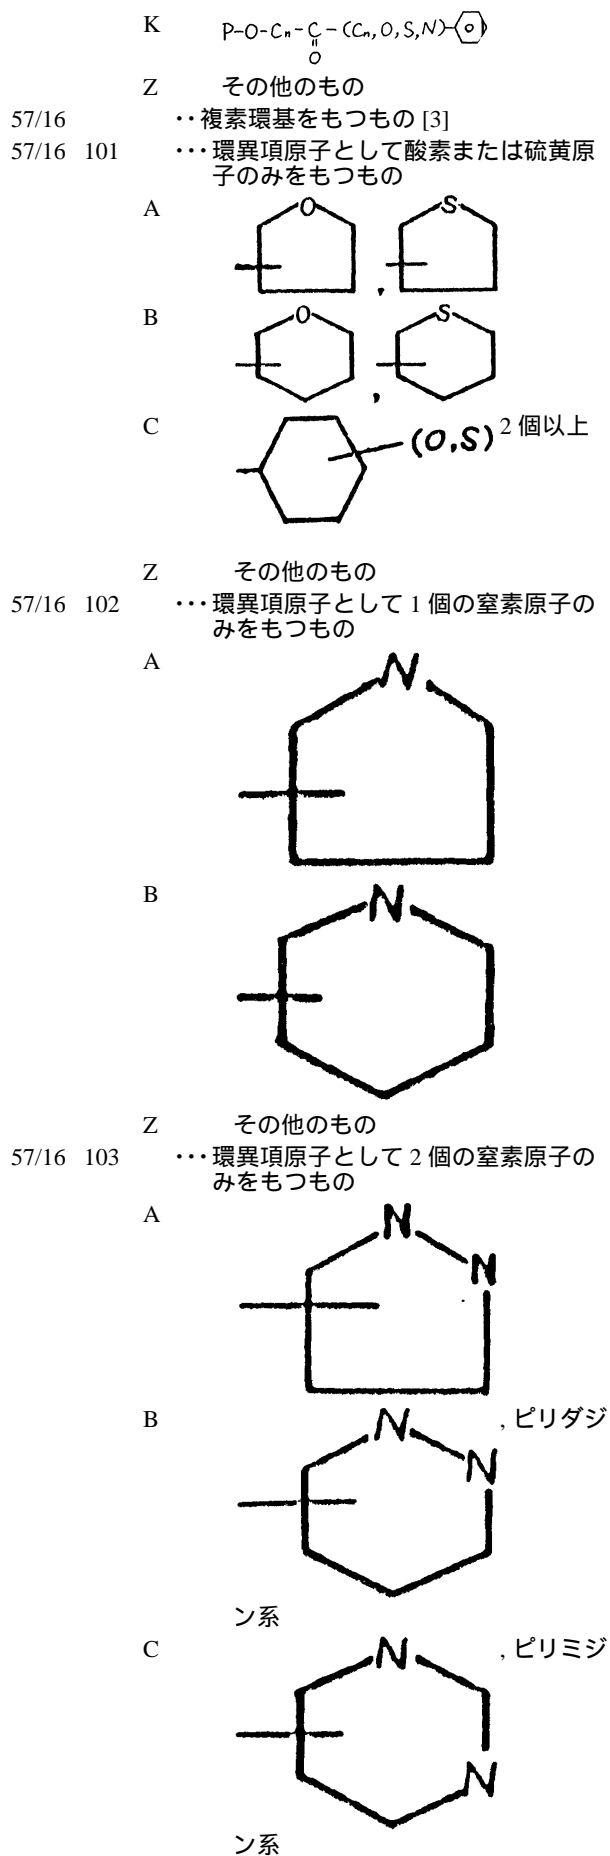 K P-O-Cn-C-(Cn,O,S,N)-
O
O
Z その他のもの
57/16 ‥複素環基をもつもの [3]
57/16 101 …環異項原子として酸素または硫黄原
子のみをもつもの
A O , S
B O , S
C (O,S) 2 個以上
Z その他のもの
57/16 102 …環異項原子として 1 個の窒素原子の
みをもつもの
A N
B N
Z その他のもの
57/16 103 …環異項原子として 2 個の窒素原子の
みをもつもの
A N
N
B N , ピリダジ
N
ン系
C N , ピリミジ
N
ン系